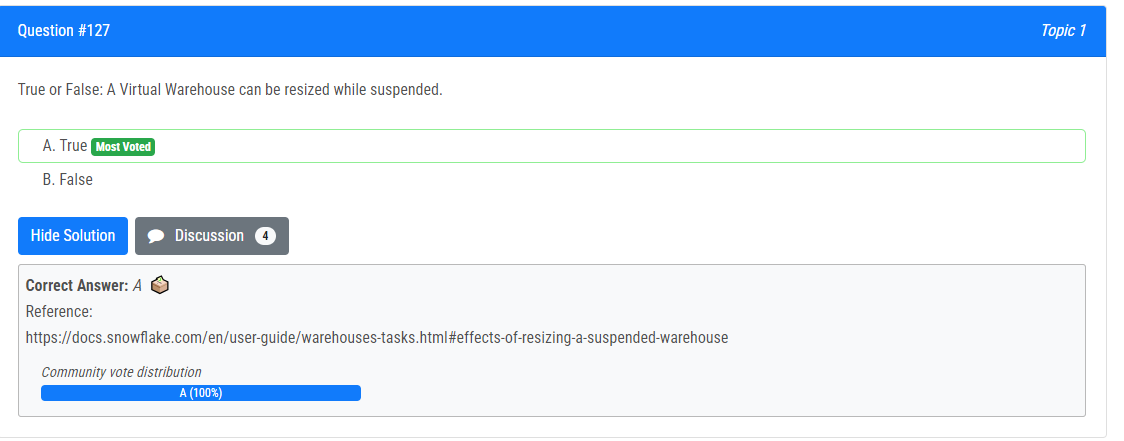 Question #127
Topic 1
True or False: A Virtual Warehouse can be resized while suspended.
A. True Most Voted
B. False
Hide Solution
Discussion 4
Correct Answer: A
Reference:
https://docs.snowflake.com/en/user-guide/warehouses-tasks.html#effects-of-resizing-a-suspended-warehouse
Community vote distribution
A (100%)